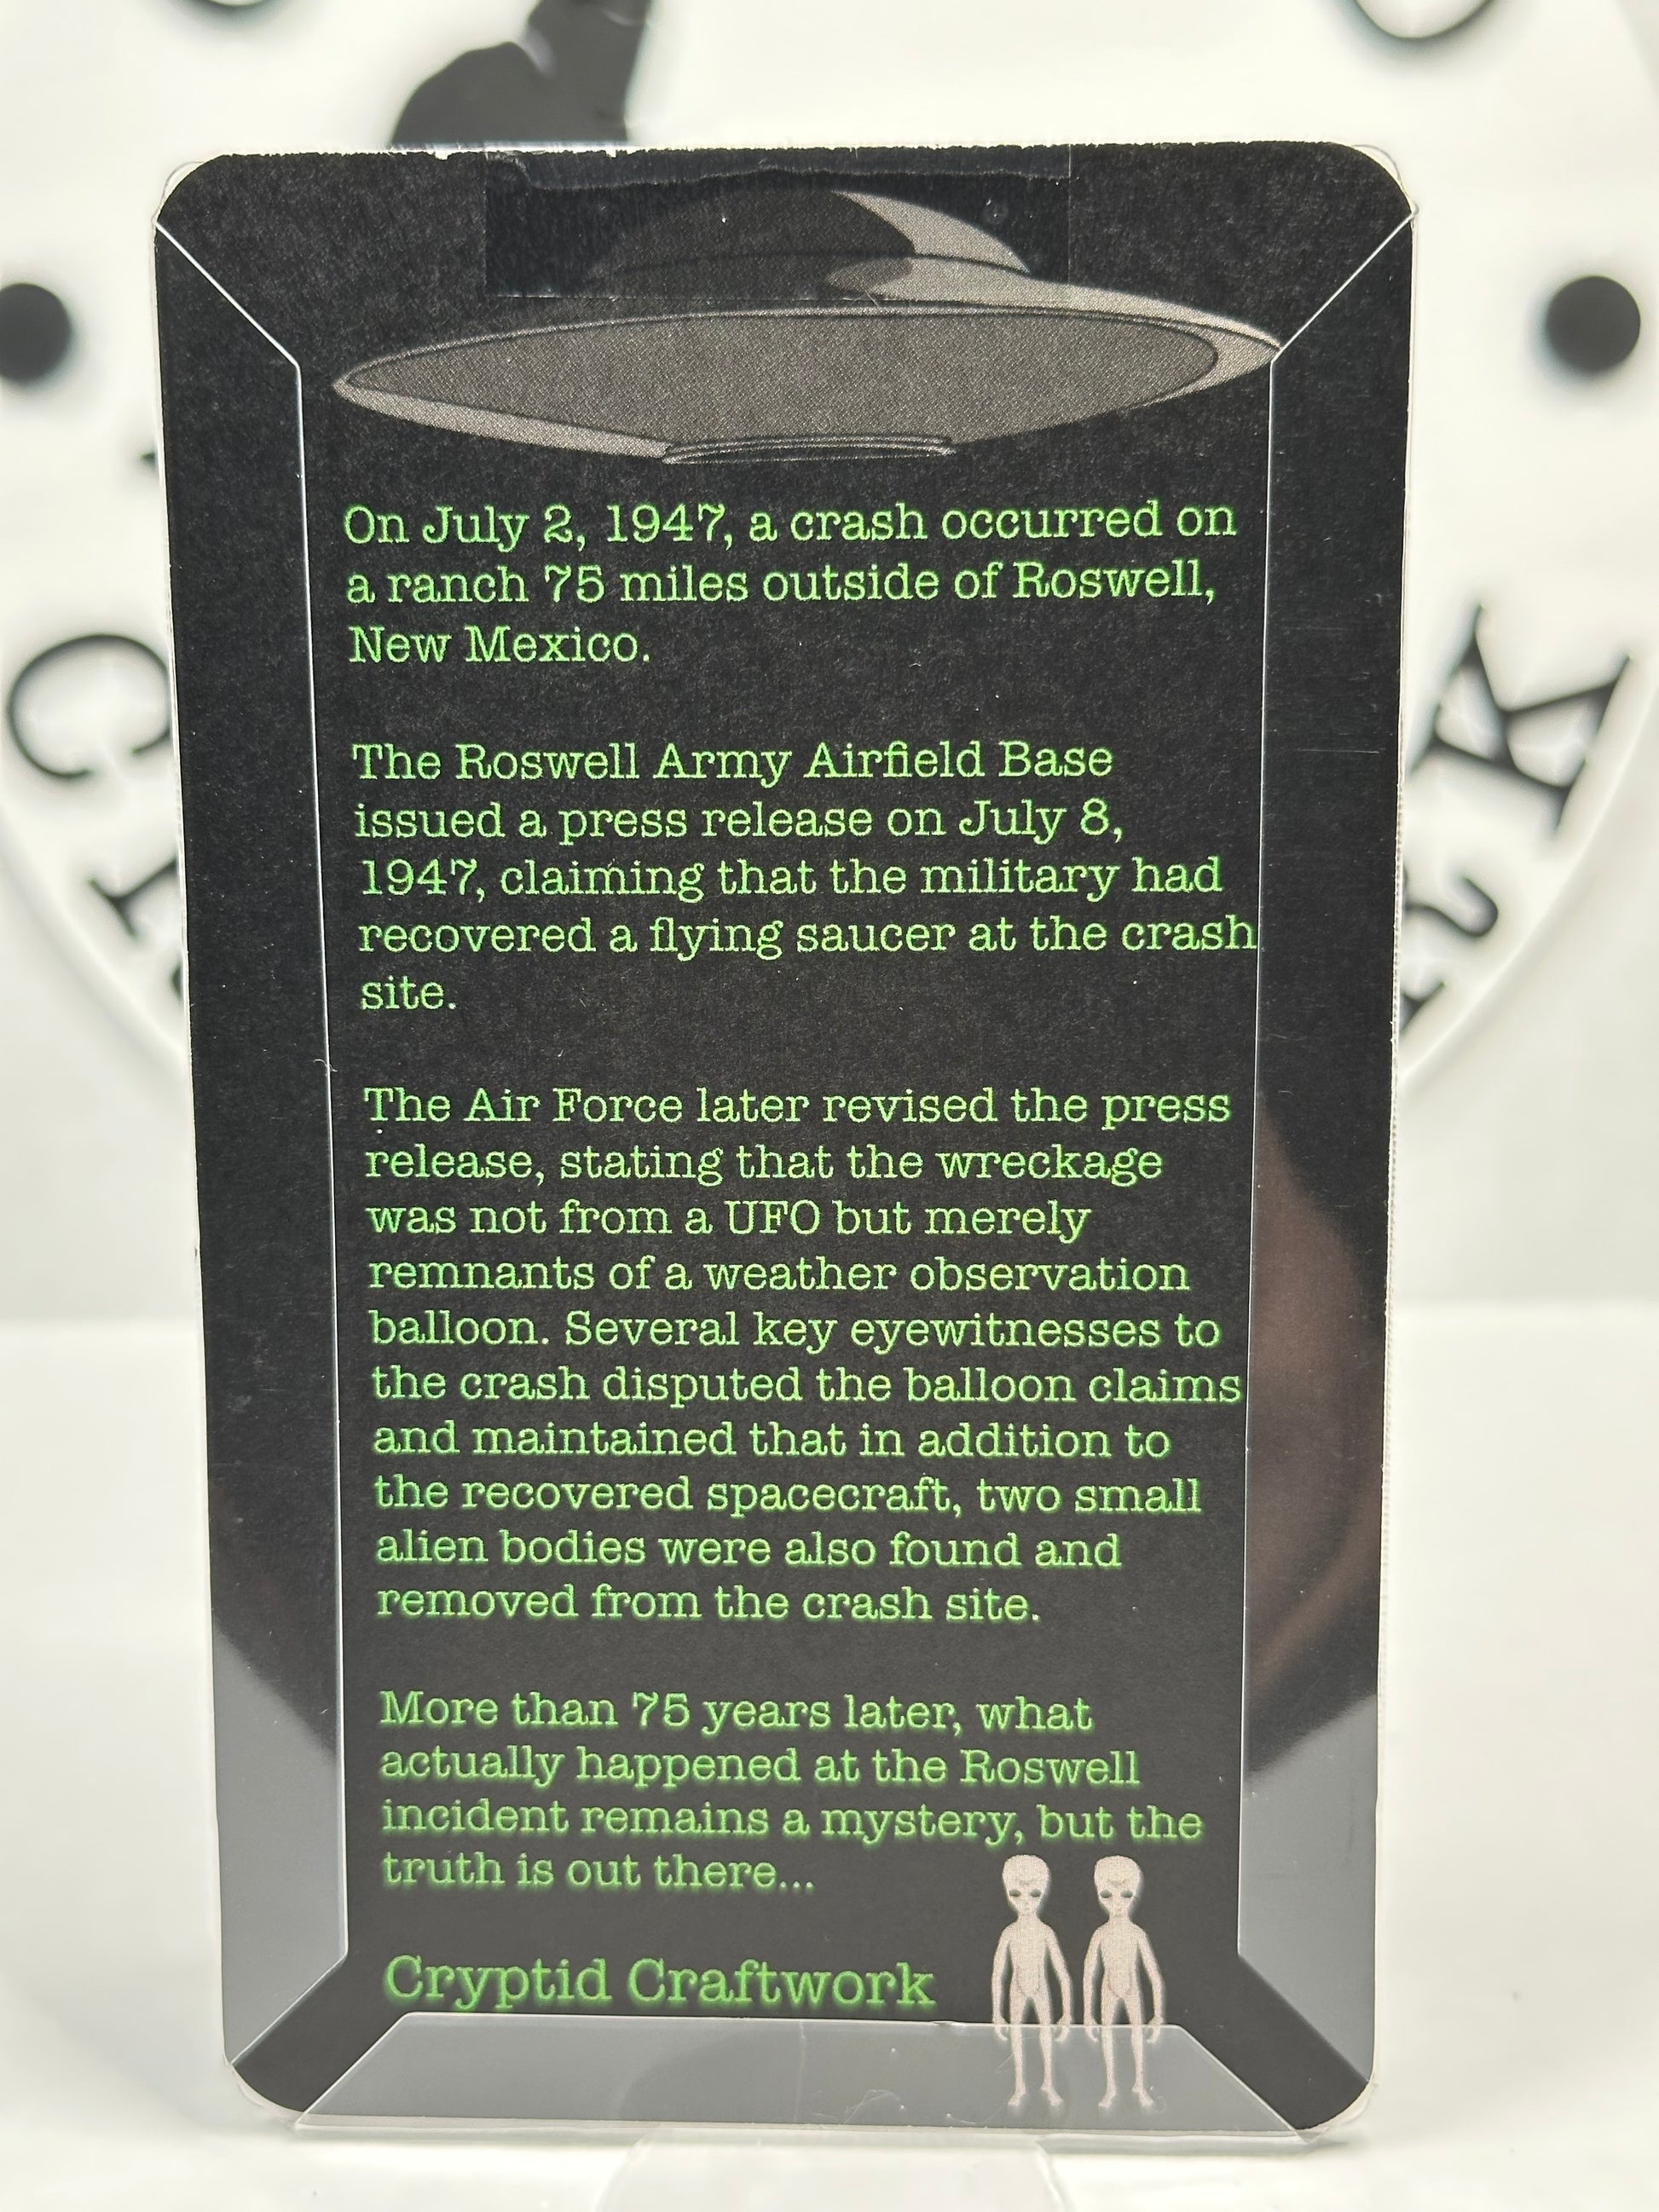 On July 2, 1947, a crash occurred on
a ranch 75 miles outside of Roswell,
New Mexico.
The Roswell Army Airfield Base
issued a press release on July 8,
1947, claiming that the military had
recovered a flying saucer at the crash
site.
The Air Force later revised the press
release, stating that the wreckage
was not from a UFO but merely
remnants of a weather observation
balloon. Several key eyewitnesses to
the crash disputed the balloon claims
and maintained that in addition to
the recovered spacecraft, two small
alien bodies were also found and
removed from the crash site.
More than 75 years later, what
actually happened at the Roswell
incident remains a mystery, but the
truth is out there...
Cryptid Craftwork